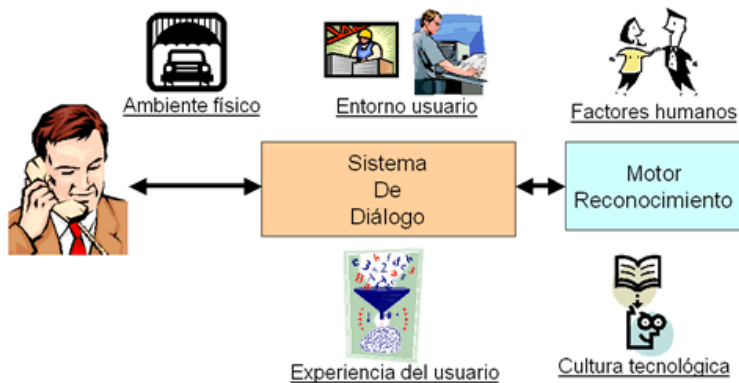 Ambiente físico
Entorno usuario
Factores humanos
Sistema
De
Diálogo
Motor
Reconocimiento
Experiencia del usuario
Cultura tecnológica